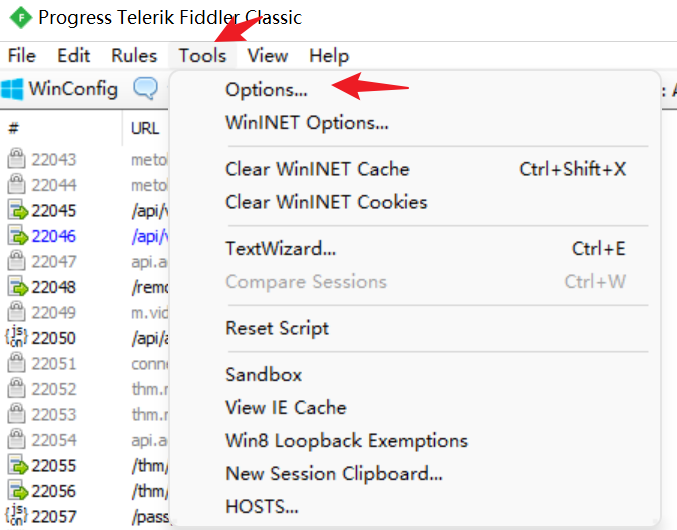 Progress Telerik Fiddler Classic
File Edit Rules Tools View Help
WinConfig
# URL
Options...
WinINET Options...
Clear WinINET Cache Ctrl+Shift+X
Clear WinINET Cookies
TextWizard... Ctrl+E
Compare Sessions Ctrl+W
Reset Script
Sandbox
View IE Cache
Win8 Loopback Exemptions
New Session Clipboard...
HOSTS...
22043
22044
22045 /api/
22046 /api/
22047 api.a
22048 /remo
22049 m.vid
22050 /api/a
22051 conne
22052 thm.r
22053 thm.r
22054 api.a
22055 /thm/
22056 /thm/
22057 /pass